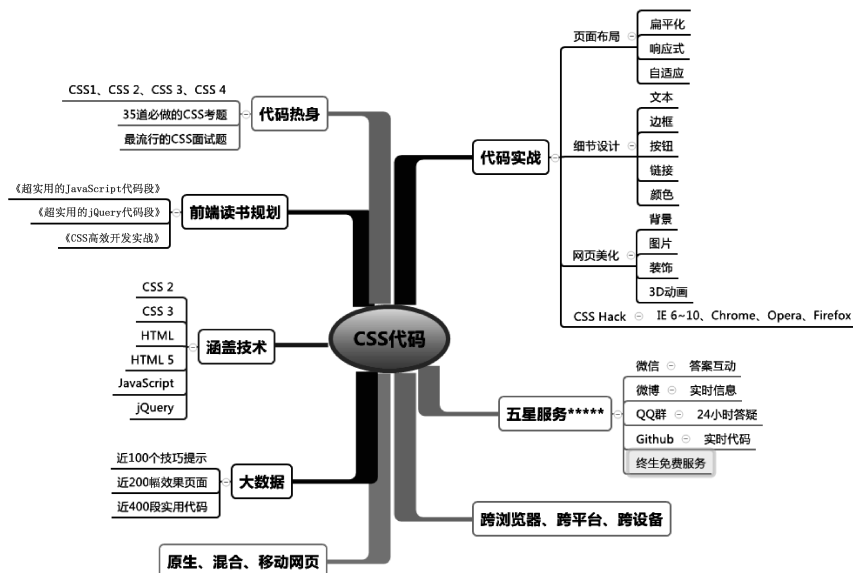 CSS代码
代码热身
CSS1、CSS 2、CSS 3、CSS 4
35道必做的CSS考题
最流行的CSS面试题
前端读书规划
《超实用的JavaScript代码段》
《超实用的jQuery代码段》
《CSS高效开发实战》
涵盖技术
CSS 2
CSS 3
HTML
HTML 5
JavaScript
jQuery
大数据
近100个技巧提示
近200幅效果页面
近400段实用代码
原生、混合、移动网页
代码实战
页面布局
扁平化
响应式
自适应
细节设计
文本
边框
按钮
链接
颜色
网页美化
背景
图片
装饰
3D动画
CSS Hack
IE 6~10、Chrome、Opera、Firefox
五星服务*****
微信 答案互动
微博 实时信息
QQ群 24小时答疑
Github 实时代码
终生免费服务
跨浏览器、跨平台、跨设备